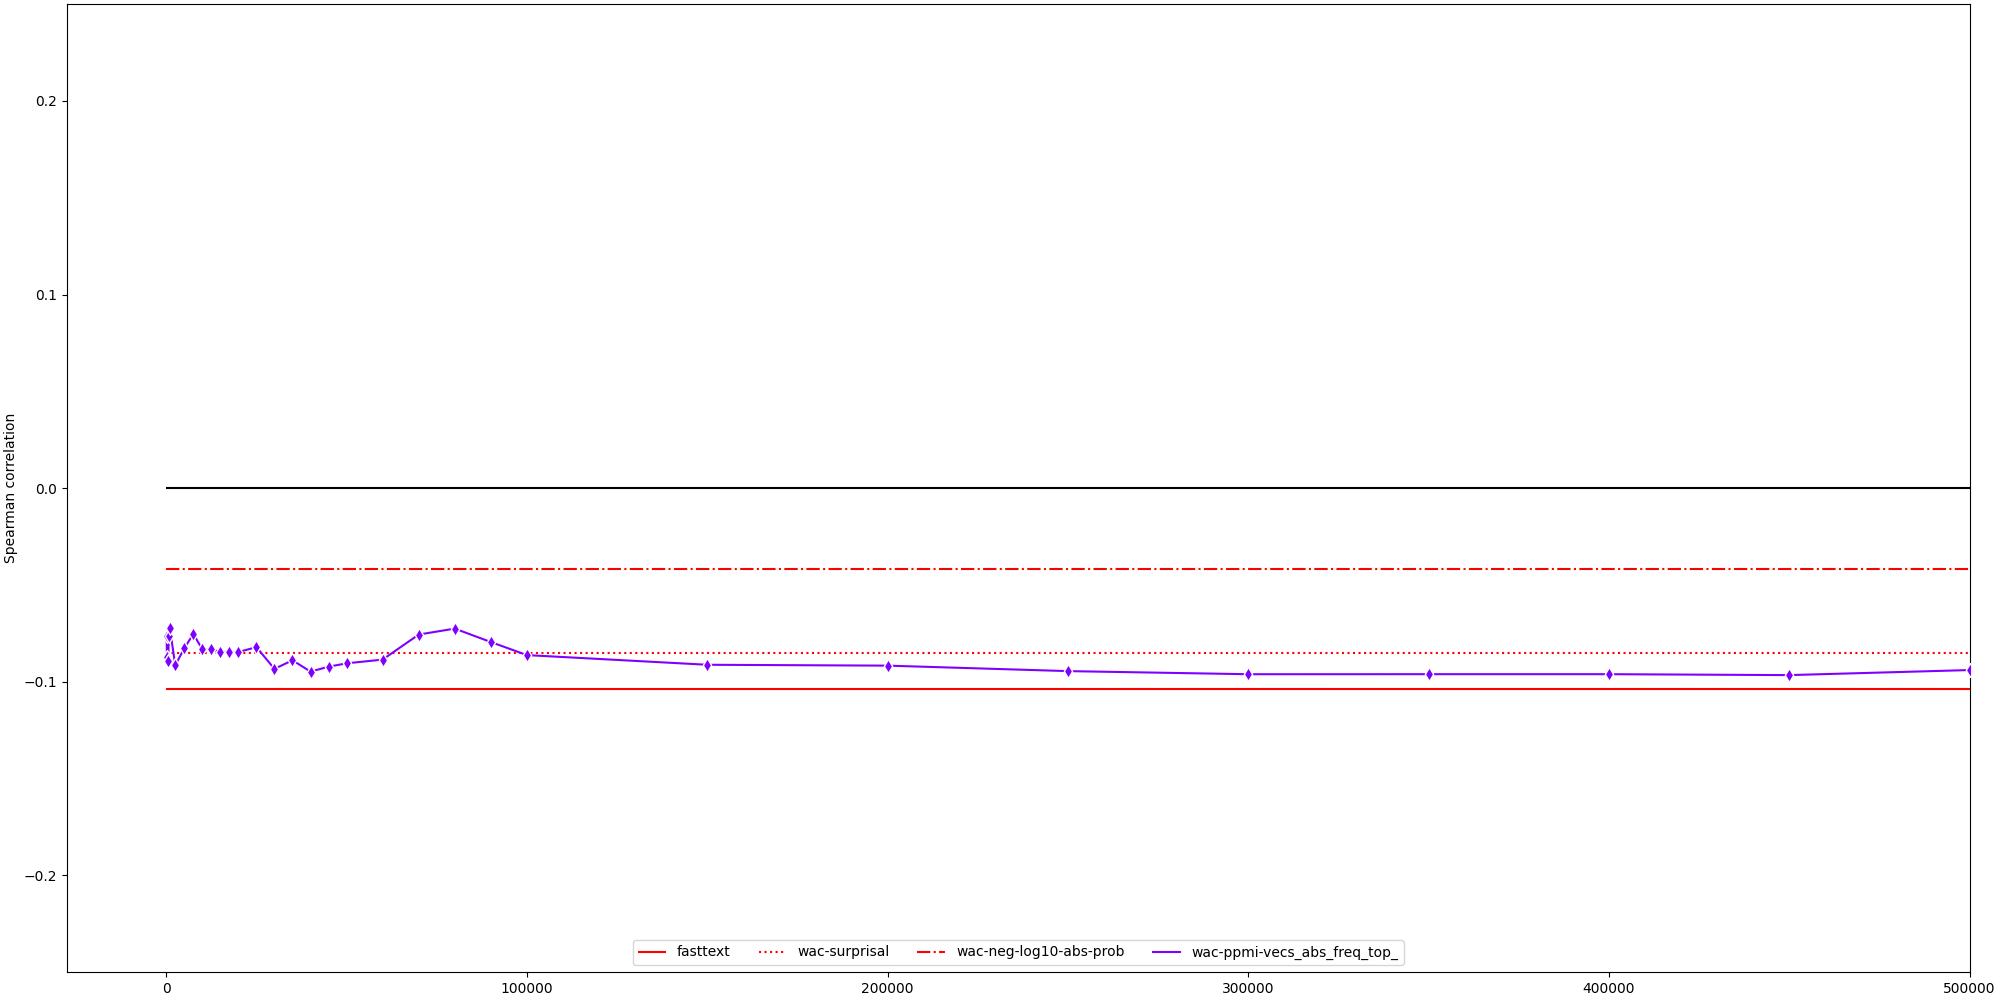 Spearman correlation
0.2
0.1
0.0
−0.1
−0.2
0 100000 200000 300000 400000 500000
fasttext wac-surprisal wac-neg-log10-abs-prob wac-ppmi-vecs_abs_freq_top_